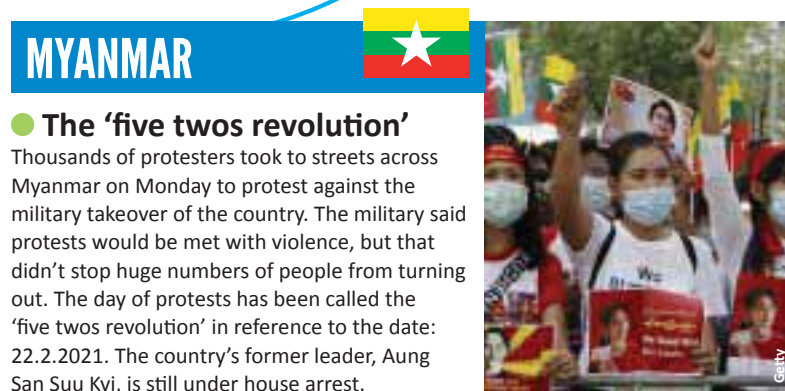 MYANMAR
The ‘five twos revolution’
Thousands of protesters took to streets across
Myanmar on Monday to protest against the
military takeover of the country. The military said
protests would be met with violence, but that
didn’t stop huge numbers of people from turning
out. The day of protests has been called the
‘five twos revolution’ in reference to the date:
22.2.2021. The country’s former leader, Aung
San Suu Kyi, is still under house arrest.
We
Getty